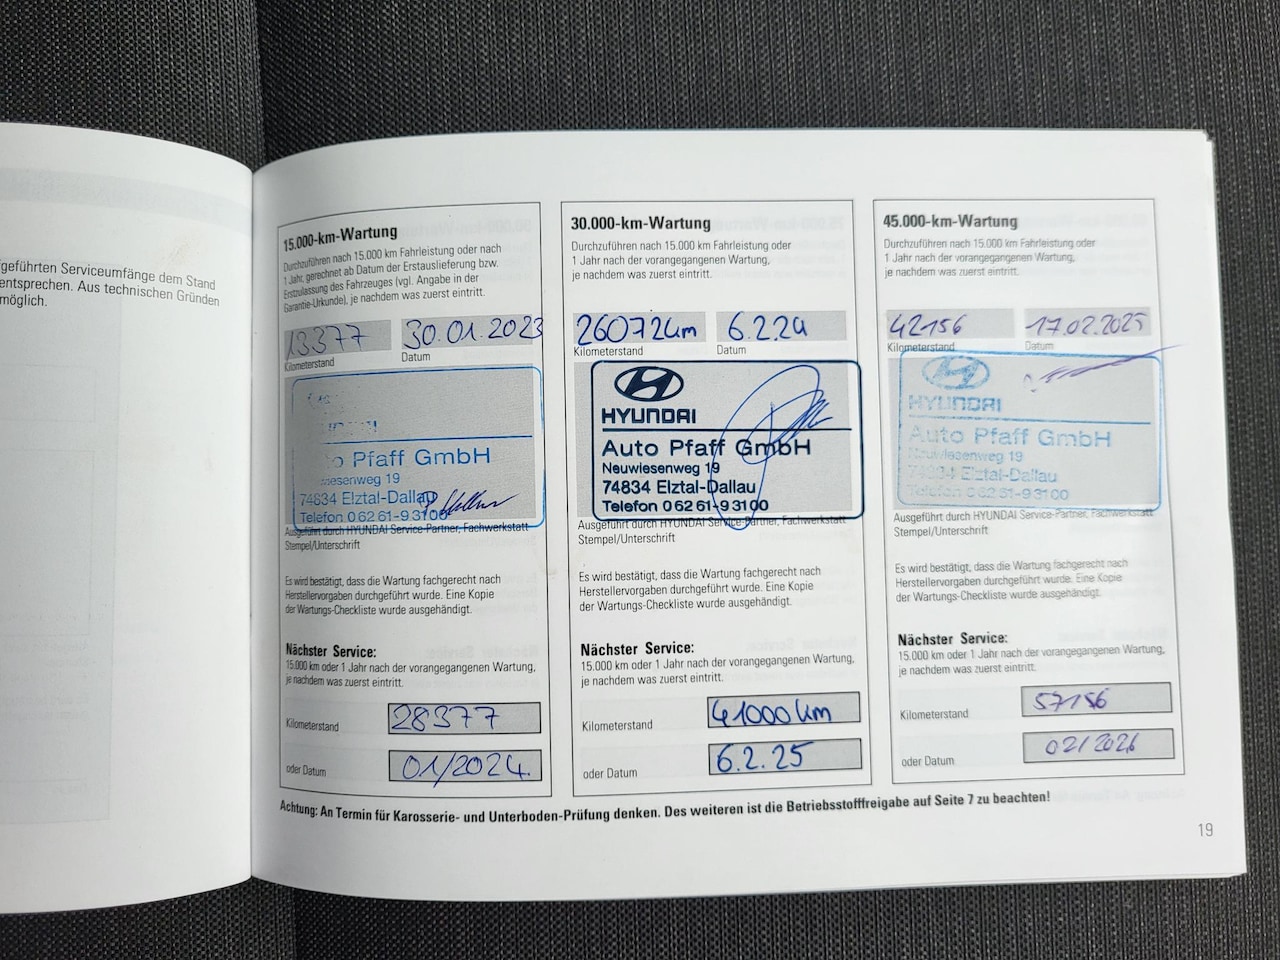 geführten Serviceumfänge dem Stand
entsprechen. Aus technischen Gründen
möglich.
15.000-km-Wartung
Durchzuführen nach 15.000 km Fahrleistung oder nach
1 Jahr, gerechnet ab Datum der Erstauslieferung bzw.
Erstzulassung des Fahrzeuges (vgl. Angabe in der
Garantie-Urkunde), je nachdem was zuerst eintritt.
13377 30.01.2023
Kilometerstand Datum
Pfaff GmbH
74834 Elztal-Dallau
Telefon 06261-93100
Ausgeführt durch HYUNDAI Service-Partner, Fachwerkstatt
Stempel/Unterschrift
Es wird bestätigt, dass die Wartung fachgerecht nach
Herstellervorgaben durchgeführt wurde. Eine Kopie
der Wartungs-Checkliste wurde ausgehändigt.
Nächster Service:
15.000 km oder 1 Jahr nach der vorangegangenen Wartung,
je nachdem was zuerst eintritt.
Kilometerstand 28377
oder Datum 01/2024.
30.000-km-Wartung
Durchzuführen nach 15.000 km Fahrleistung oder
1 Jahr nach der vorangegangenen Wartung,
je nachdem was zuerst eintritt.
26072km 6.2.24
Kilometerstand Datum
HYUNDAI
Auto Pfaff GmbH
Neuwiesenweg 19
74834 Elztal-Dallau
Telefon 06261-93100
Ausgeführt durch HYUNDAI Service-Partner, Fachwerkstatt
Stempel/Unterschrift
Es wird bestätigt, dass die Wartung fachgerecht nach
Herstellervorgaben durchgeführt wurde. Eine Kopie
der Wartungs-Checkliste wurde ausgehändigt.
Nächster Service:
15.000 km oder 1 Jahr nach der vorangegangenen Wartung,
je nachdem was zuerst eintritt.
Kilometerstand 41000km
oder Datum 6.2.25
45.000-km-Wartung
Durchzuführen nach 15.000 km Fahrleistung oder
1 Jahr nach der vorangegangenen Wartung,
je nachdem was zuerst eintritt.
42156 17.02.2025
Kilometerstand Datum
HYUNDAI
Auto Pfaff GmbH
Neuwiesenweg 19
74834 Elztal-Dallau
Telefon 06261-93100
Ausgeführt durch HYUNDAI Service-Partner, Fachwerkstatt
Stempel/Unterschrift
Es wird bestätigt, dass die Wartung fachgerecht nach
Herstellervorgaben durchgeführt wurde. Eine Kopie
der Wartungs-Checkliste wurde ausgehändigt.
Nächster Service:
15.000 km oder 1 Jahr nach der vorangegangenen Wartung,
je nachdem was zuerst eintritt.
Kilometerstand 57156
oder Datum 02/2026
Achtung: An Termin für Karosserie- und Unterboden-Prüfung denken. Des weiteren ist die Betriebsstofffreigabe auf Seite 7 zu beachten!
19